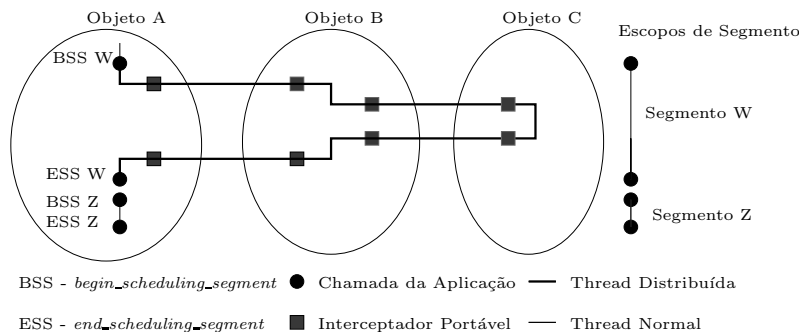 Objeto A Objeto B Objeto C
Escopos de Segmento
BSS W
Segmento W
ESS W
BSS Z
Segmento Z
ESS Z
BSS - begin_scheduling_segment Chamada da Aplicação Thread Distribuída
ESS - end_scheduling_segment Interceptador Portável Thread Normal